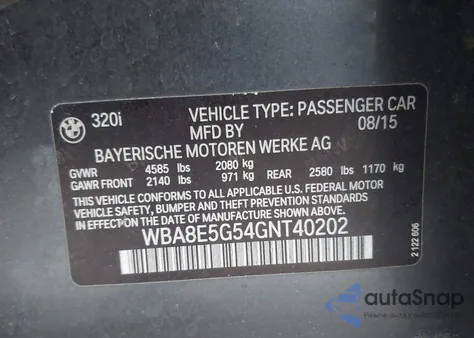 320i VEHICLE TYPE: PASSENGER CAR
MFD BY 08/15
BAYERISCHE MOTOREN WERKE AG
GVWR 4585 lbs 2080 kg
GAWR FRONT 2140 lbs 971 kg REAR 2580 lbs 1170 kg
THIS VEHICLE CONFORMS TO ALL APPLICABLE FEDERAL MOTOR
VEHICLE SAFETY, BUMPER AND THEFT PREVENTION STANDARDS
IN EFFECT ON THE DATE OF MANUFACTURE SHOWN ABOVE.
WBA8E5G54GNT40202
2 122 606
autoSnap